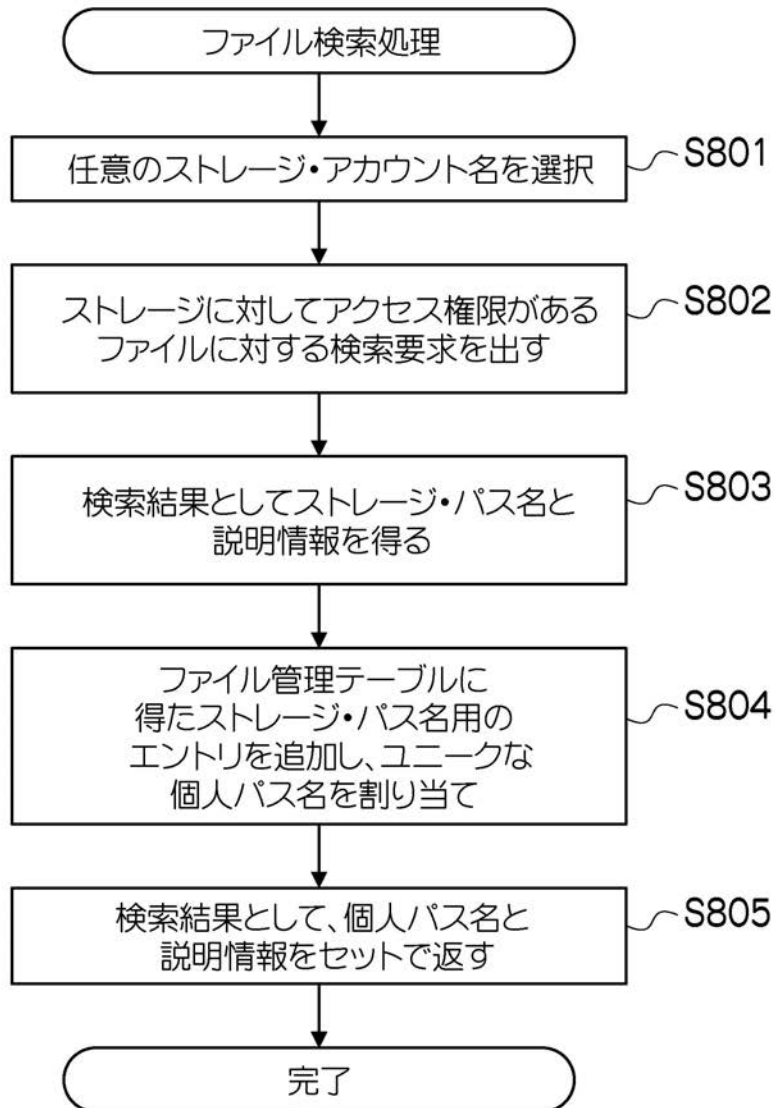 ファイル検索処理
任意のストレージ・アカウント名を選択
S801
ストレージに対してアクセス権限がある
ファイルに対する検索要求を出す
S802
検索結果としてストレージ・パス名と
説明情報を得る
S803
ファイル管理テーブルに
得たストレージ・パス名用の
エントリを追加し、ユニークな
個人パス名を割り当て
S804
検索結果として、個人パス名と
説明情報をセットで返す
S805
完了